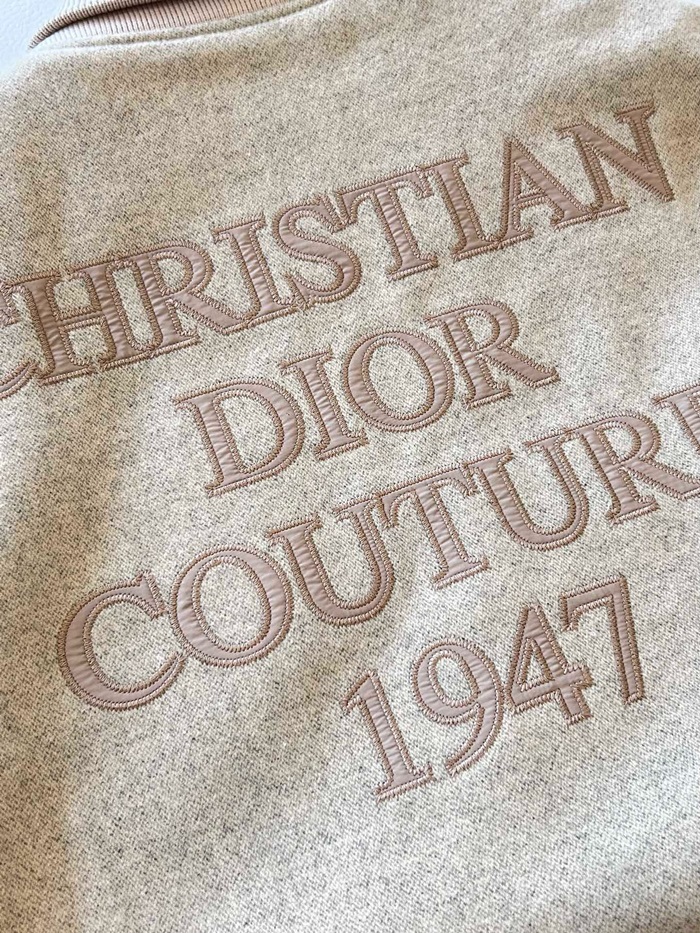 CHRISTIAN
DIOR
COUTURE
1947